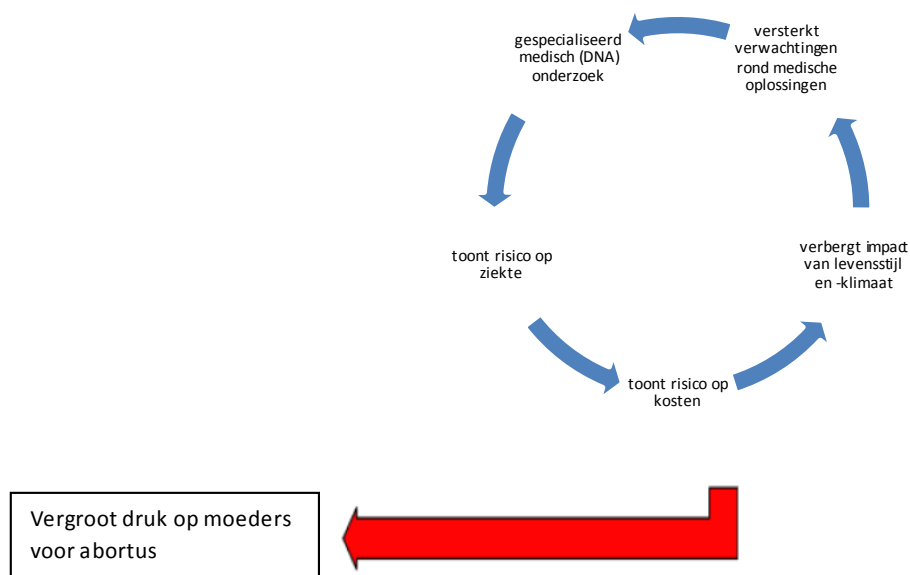 gespecialiseerd
medisch (DNA)
onderzoek
versterkt
verwachtingen
rond medische
oplossingen
toont risico op
ziekte
verbergt impact
van levensstijl
en -klimaat
toont risico op
kosten
Vergroot druk op moeders
voor abortus